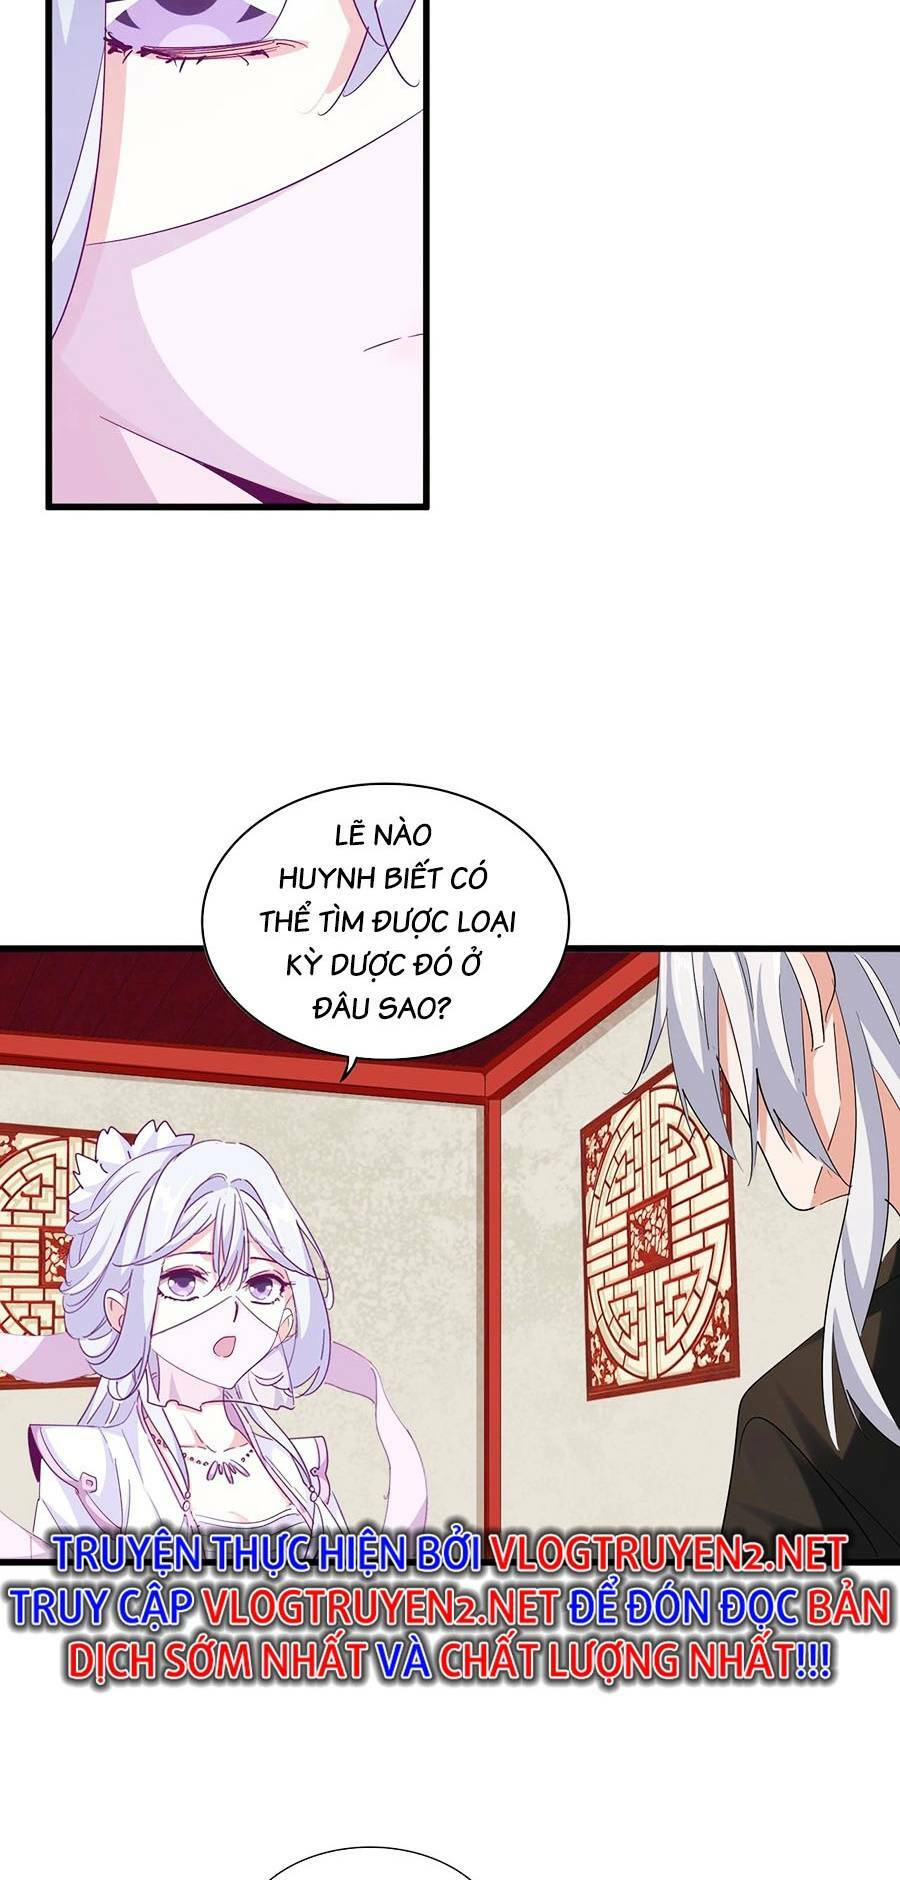 LẼ NÀO
HUYNH BIẾT CÓ
THỂ TÌM ĐƯỢC LOẠI
KỲ DƯỢC ĐÓ Ở
ĐÂU SAO?
TRUYỆN THỰC HIỆN BỞI VLOGTRUYEN2.NET
TRUY CẬP VLOGTRUYEN2.NET ĐỂ ĐÓN ĐỌC BẢN
DỊCH SỚM NHẤT VÀ CHẤT LƯỢNG NHẤT!!!